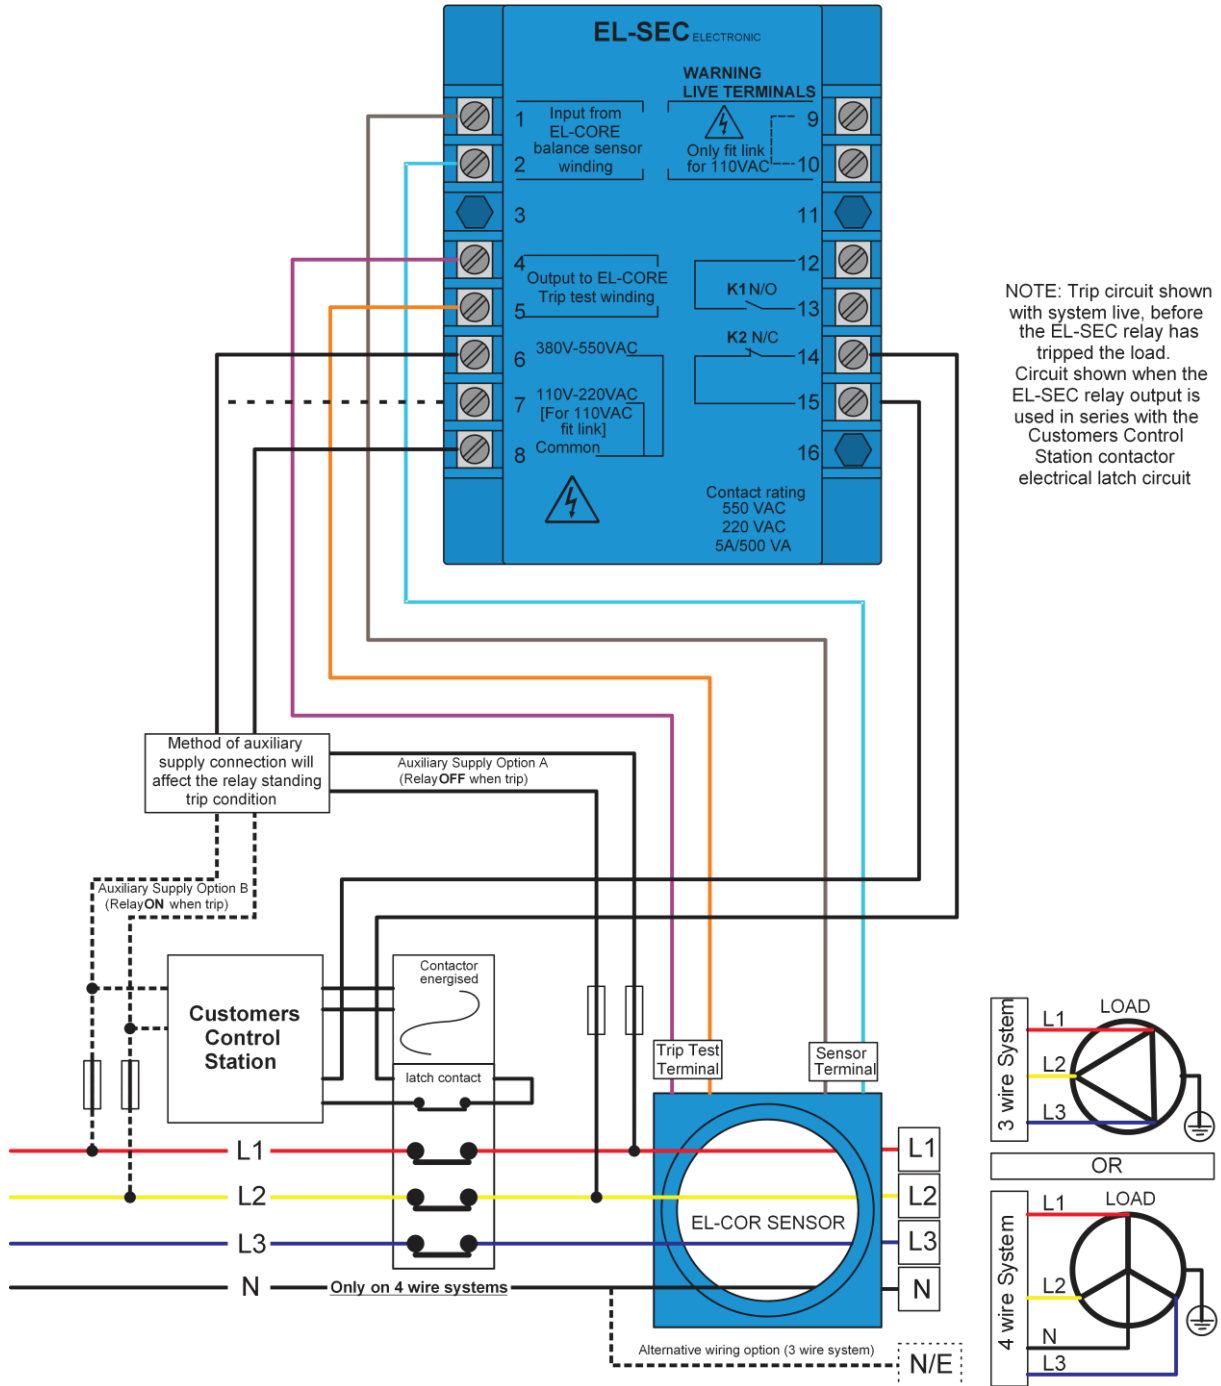 EL-SEC ELECTRONIC
WARNING
LIVE TERMINALS
1
Input from
EL-CORE
balance sensor
winding
2
3
4
Output to EL-CORE
Trip test winding
5
6
380V-550VAC
7
110V-220VAC
[For 110VAC
fit link]
8
Common
Only fit link
for 110VAC
9
10
11
12
K1 N/O
13
K2 N/C
14
15
16
Contact rating
550 VAC
220 VAC
5A/500 VA
NOTE: Trip circuit shown
with system live, before
the EL-SEC relay has
tripped the load.
Circuit shown when the
EL-SEC relay output is
used in series with the
Customers Control
Station contactor
electrical latch circuit
Method of auxiliary
supply connection will
affect the relay standing
trip condition
Auxiliary Supply Option A
(Relay OFF when trip)
Auxiliary Supply Option B
(Relay ON when trip)
Customers
Control
Station
Contactor
energised
latch contact
Trip Test
Terminal
Sensor
Terminal
L1
L2
L3
N
Only on 4 wire systems
EL-COR SENSOR
L1
L2
L3
N
Alternative wiring option (3 wire system)
N/E
3 wire System
L1
L2
L3
LOAD
OR
4 wire System
L1
L2
N
L3
LOAD